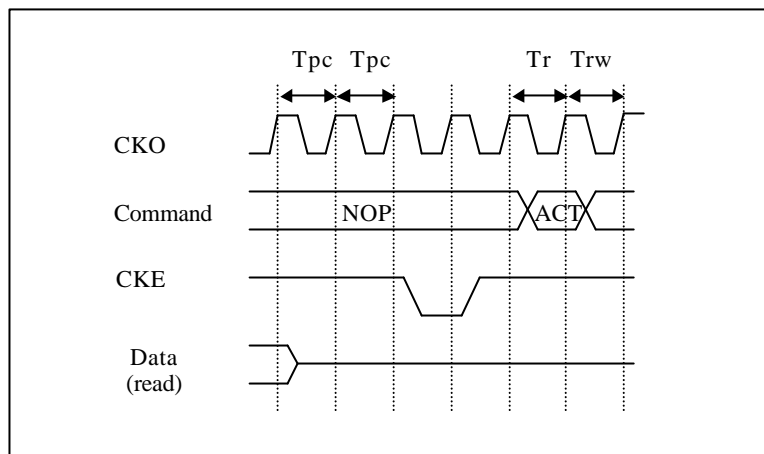 Tpc Tpc Tr Trw
CKO
Command NOP ACT
CKE
Data
(read)